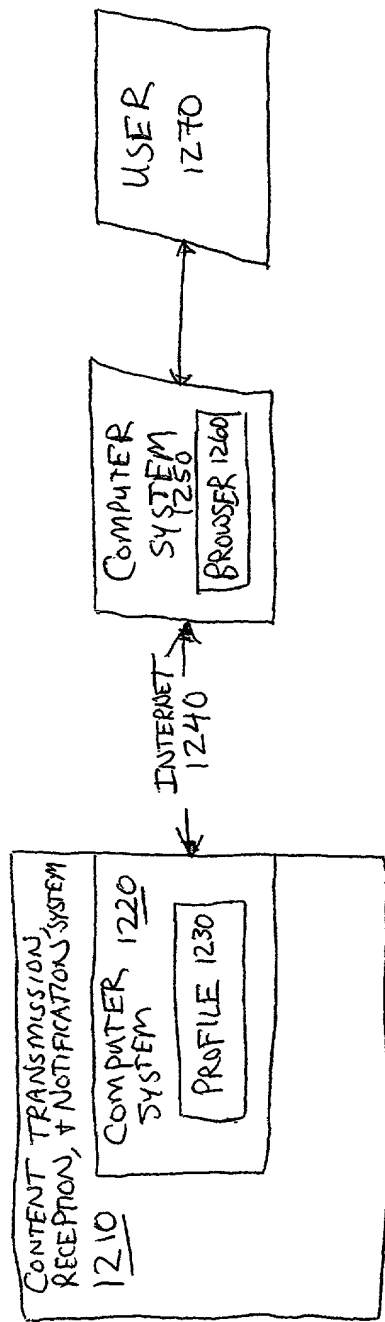 CONTENT TRANSMISSION,
RECEPTION, + NOTIFICATION SYSTEM
1210
COMPUTER 1220
SYSTEM
PROFILE 1230
INTERNET
1240
COMPUTER
SYSTEM
1250
BROWSER 1260
USER
1270